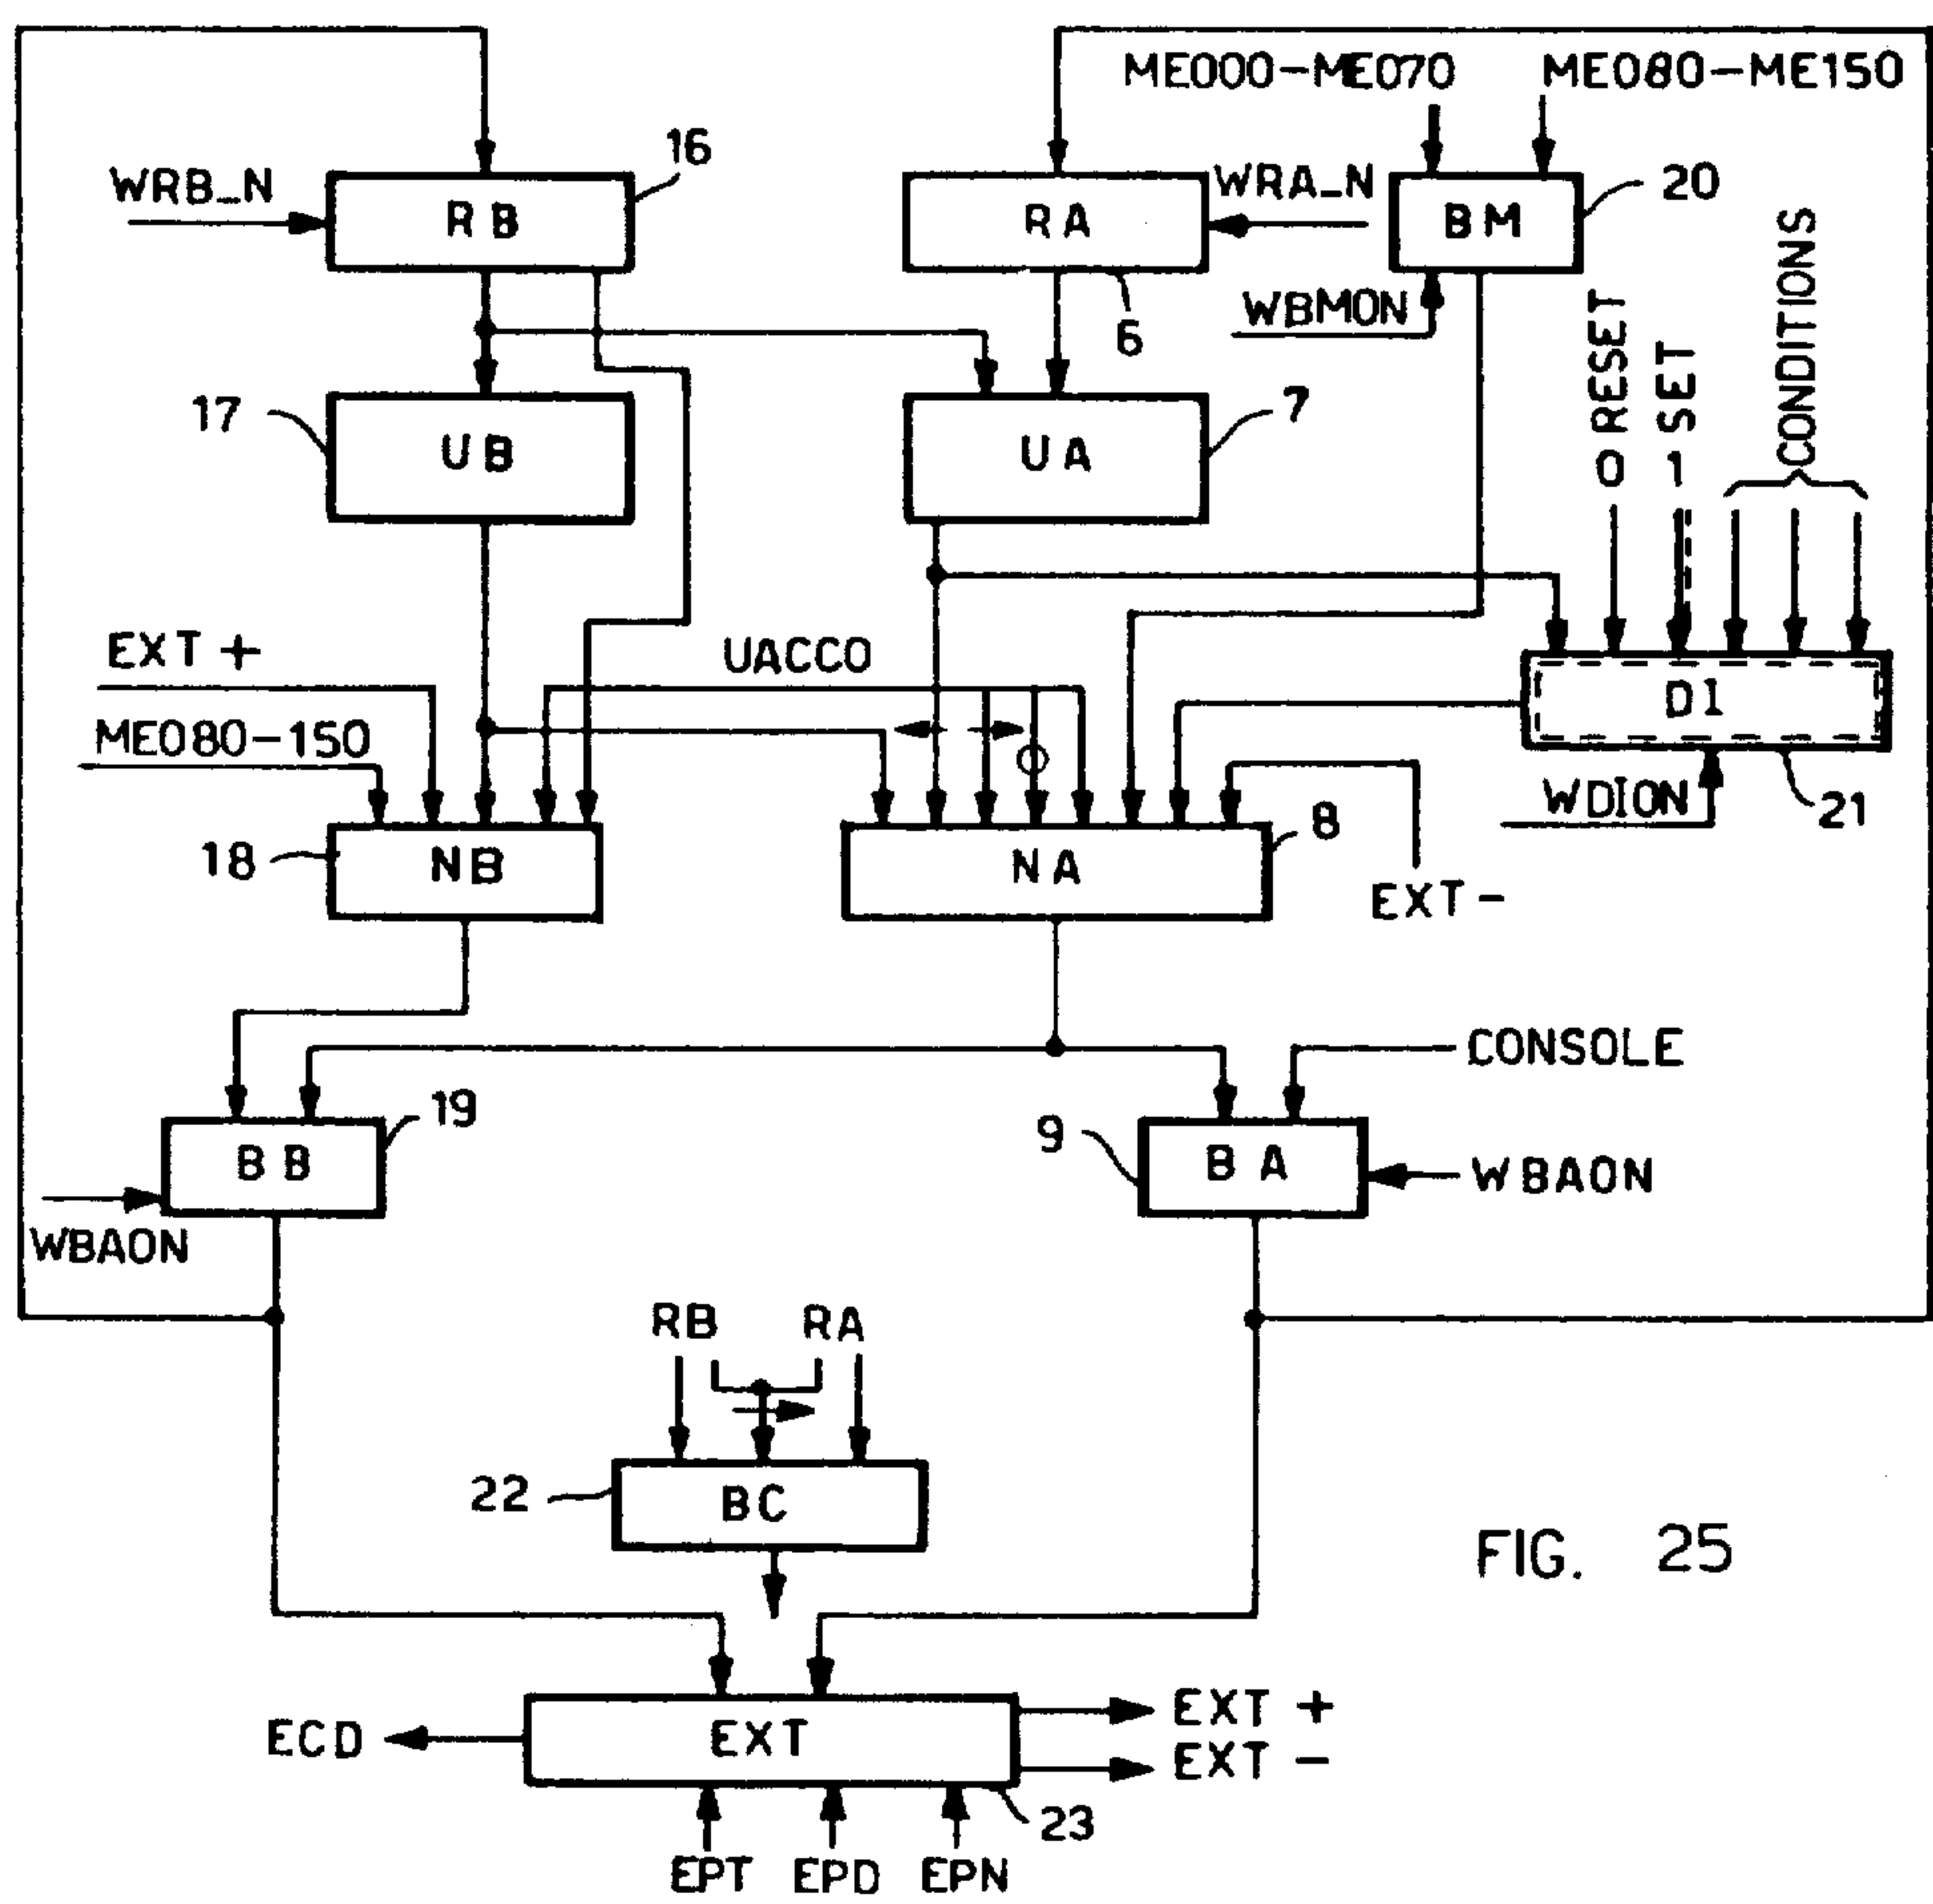 ME000-ME070
ME080-ME150
16
WRB_N
RB
RA
WRA_N
BM
20
6
WBMON
0 RESET
1 - SET
CONDITIONS
17
UB
UA
7
EXT +
UACCO
DI
ME080-150
WDION
21
18
NB
NA
8
EXT -
CONSOLE
19
BB
9
BA
WBAON
WBAON
RB
RA
22
BC
FIG. 25
ECD
EXT
EXT +
EXT -
23
EPT
EPD
EPN